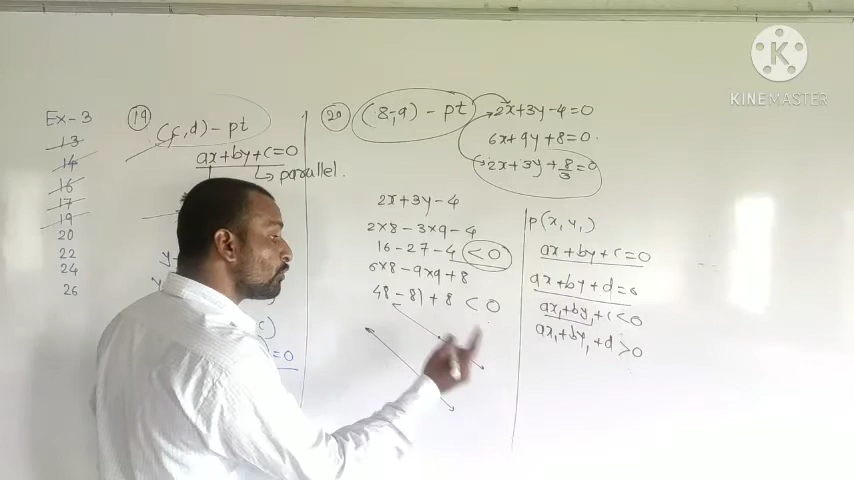 Ex-3
13
14
16
17
19
20
22
24
26
19 (c,d) - pt
ax+by+c=0
parallel.
=0
20 (8,-9) - pt
2x+3y-4=0
6x+9y+8=0.
2x+3y+8/3=0
2x+3y-4
2×8-3×9-4
16-27-4 <0
6×8-9×9+8
48-81+8 <0
P(x,y,)
ax+by+c=0
ax+by+d=0
ax₁+by₁+c<0
ax₁+by₁+d>0
KINEMASTER